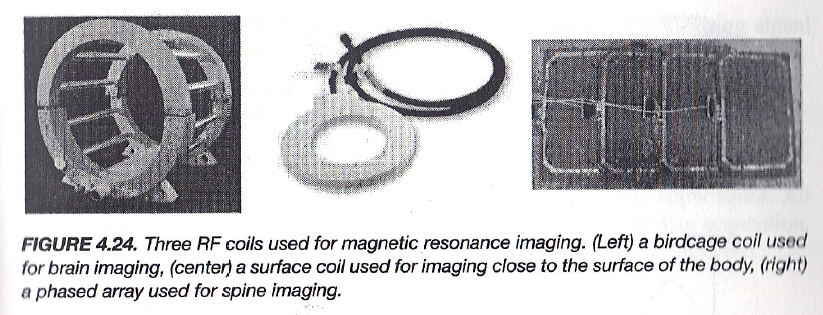 FIGURE 4.24. Three RF coils used for magnetic resonance imaging. (Left) a birdcage coil used
for brain imaging, (center) a surface coil used for imaging close to the surface of the body, (right)
a phased array used for spine imaging.